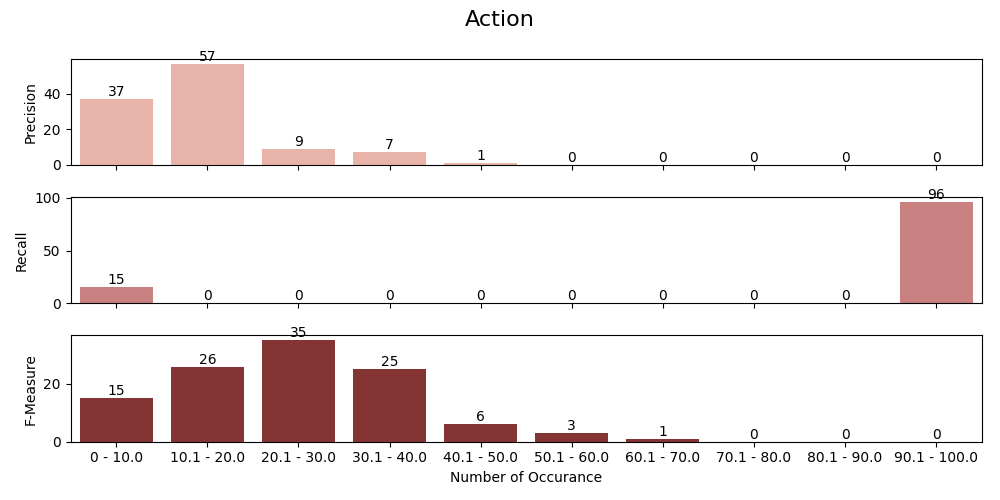 Action
Precision
40
20
0
37
57
9
7
1
0
0
0
0
0
Recall
100
50
0
15
0
0
0
0
0
0
0
0
96
F-Measure
20
0
15
26
35
25
6
3
1
0
0
0
0 - 10.0
10.1 - 20.0
20.1 - 30.0
30.1 - 40.0
40.1 - 50.0
50.1 - 60.0
60.1 - 70.0
70.1 - 80.0
80.1 - 90.0
90.1 - 100.0
Number of Occurance